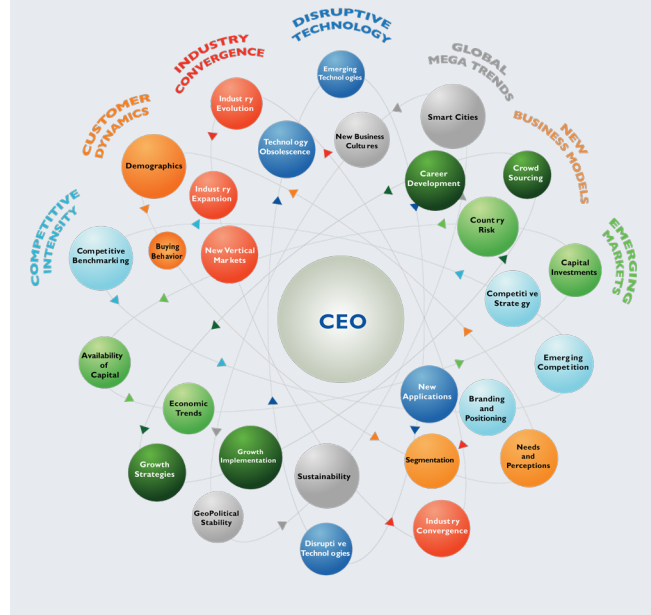 DISRUPTIVE
TECHNOLOGY
INDUSTRY
CONVERGENCE
GLOBAL
MEGA TRENDS
CUSTOMER
DYNAMICS
NEW
BUSINESS MODELS
COMPETITIVE
INTENSITY
EMERGING
MARKETS
Emerging
Technologies
Industry
Evolution
Smart Cities
Technology
Obsolescence
New Business
Cultures
Demographics
Career
Development
Crowd
Sourcing
Industry
Expansion
Country
Risk
Competitive
Benchmarking
Buying
Behavior
New Vertical
Markets
Capital
Investments
Competitive
Strategy
CEO
Availability
of
Capital
Emerging
Competition
Economic
Trends
New
Applications
Branding
and
Positioning
Growth
Strategies
Growth
Implementation
Sustainability
Segmentation
Needs
and
Perceptions
GeoPolitical
Stability
Industry
Convergence
Disruptive
Technologies